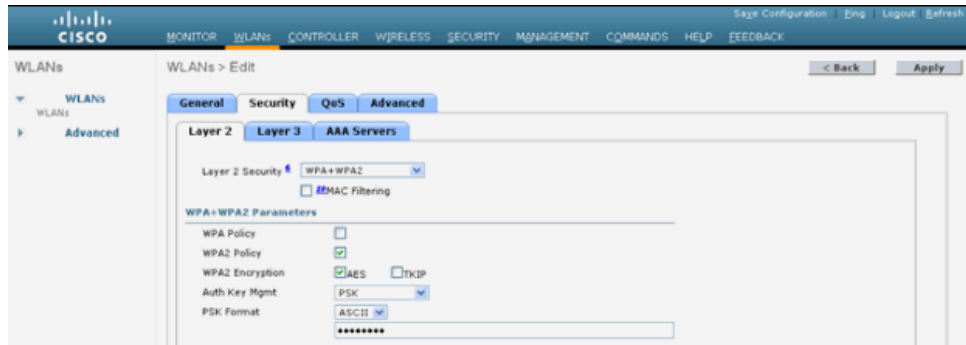 Save Configuration Ping Logout Refresh
CISCO MONITOR WLANs CONTROLLER WIRELESS SECURITY MANAGEMENT COMMANDS HELP FEEDBACK
WLANs WLANs > Edit < Back Apply
WLANs
WLANs
Advanced
General Security QoS Advanced
Layer 2 Layer 3 AAA Servers
Layer 2 Security 6 WPA+WPA2
MAC Filtering
WPA+WPA2 Parameters
WPA Policy
WPA2 Policy
WPA2 Encryption AES TKIP
Auth Key Mgmt PSK
PSK Format ASCII
••••••••